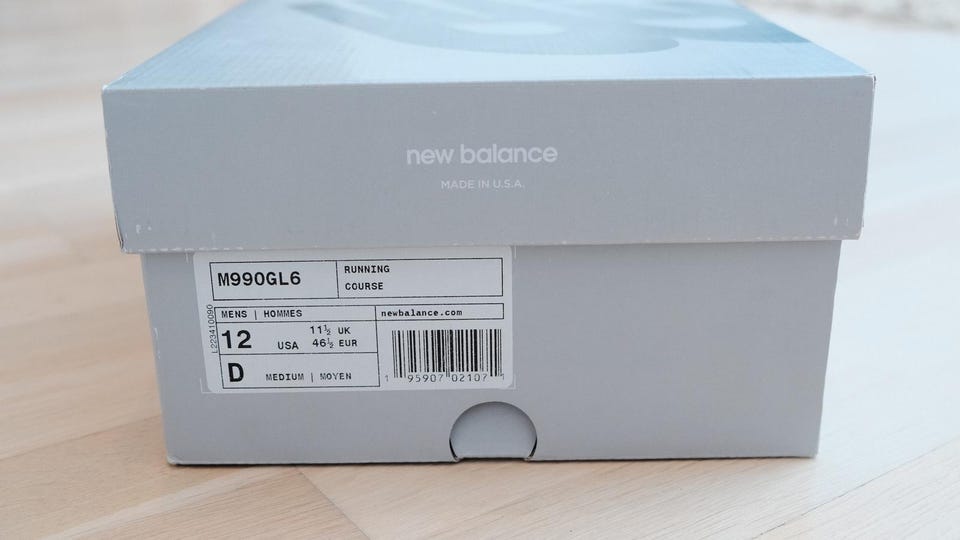 new balance
MADE IN U.S.A.
M990GL6
RUNNING
COURSE
L223410090
MENS | HOMMES
newbalance.com
12 USA
11½ UK
46½ EUR
D MEDIUM | MOYEN
1 95907 02107 1